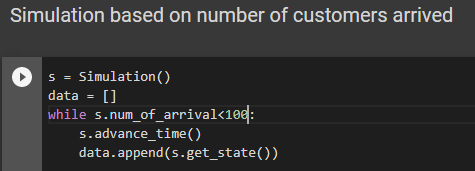 Simulation based on number of customers arrived
s = Simulation()
data = []
while s.num_of_arrival<100:
    s.advance_time()
    data.append(s.get_state())